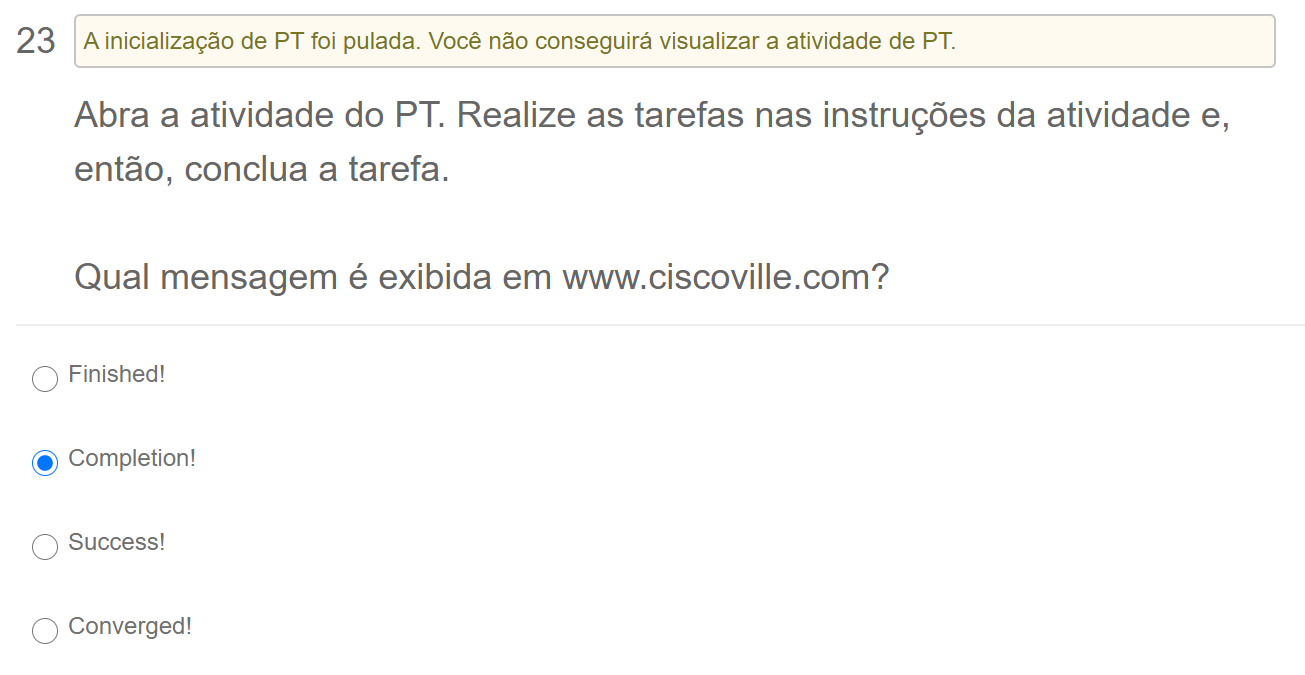 23
A inicialização de PT foi pulada. Você não conseguirá visualizar a atividade de PT.
Abra a atividade do PT. Realize as tarefas nas instruções da atividade e,
então, conclua a tarefa.
Qual mensagem é exibida em www.ciscoville.com?
Finished!
Completion!
Success!
Converged!